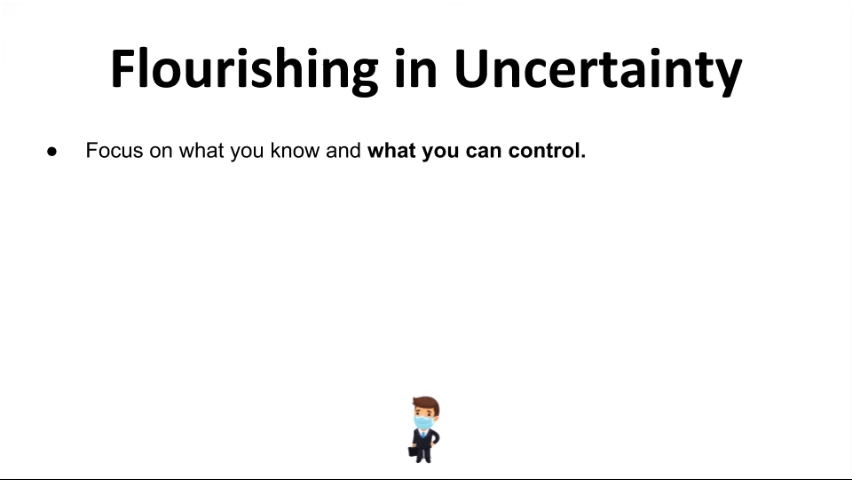 Flourishing in Uncertainty
● Focus on what you know and what you can control.